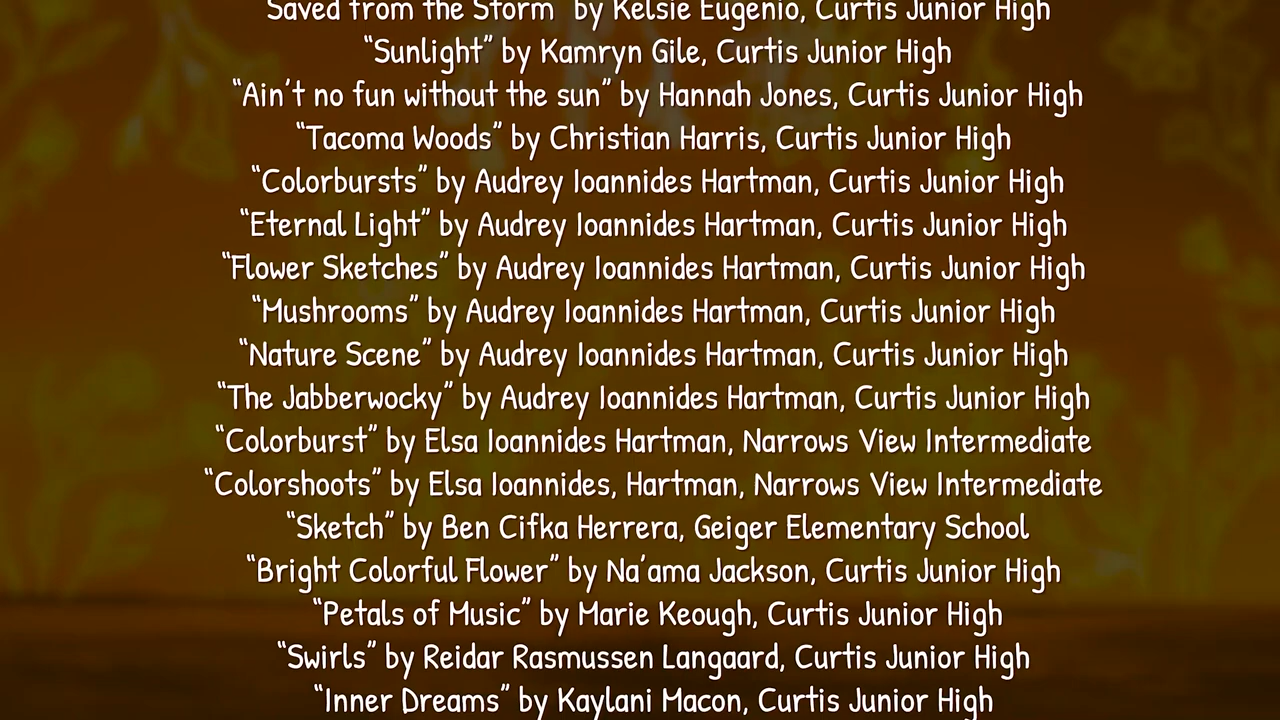 Saved from the Storm" by Kelsie Eugenio, Curtis Junior High
“Sunlight” by Kamryn Gile, Curtis Junior High
“Ain’t no fun without the sun” by Hannah Jones, Curtis Junior High
“Tacoma Woods” by Christian Harris, Curtis Junior High
“Colorbursts” by Audrey Ioannides Hartman, Curtis Junior High
“Eternal Light” by Audrey Ioannides Hartman, Curtis Junior High
“Flower Sketches” by Audrey Ioannides Hartman, Curtis Junior High
“Mushrooms” by Audrey Ioannides Hartman, Curtis Junior High
“Nature Scene” by Audrey Ioannides Hartman, Curtis Junior High
“The Jabberwocky” by Audrey Ioannides Hartman, Curtis Junior High
“Colorburst” by Elsa Ioannides Hartman, Narrows View Intermediate
“Colorshoots” by Elsa Ioannides, Hartman, Narrows View Intermediate
“Sketch” by Ben Cifka Herrera, Geiger Elementary School
“Bright Colorful Flower” by Na’ama Jackson, Curtis Junior High
“Petals of Music” by Marie Keough, Curtis Junior High
“Swirls” by Reidar Rasmussen Langaard, Curtis Junior High
“Inner Dreams” by Kaylani Macon, Curtis Junior High